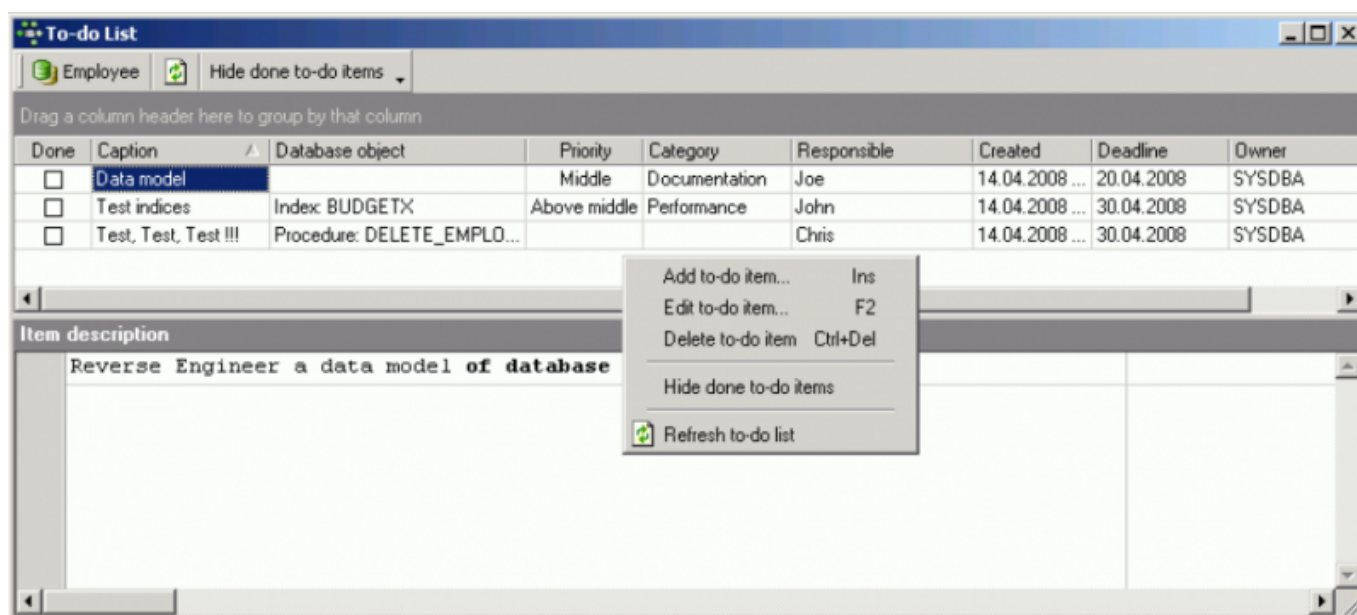 To-do List
Employee Hide done to-do items
Drag a column header here to group by that column
Done Caption Database object Priority Category Responsible Created Deadline Owner
Data model Middle Documentation Joe 14.04.2008 ... 20.04.2008 SYSDBA
Test indices Index: BUDGETX Above middle Performance John 14.04.2008 ... 30.04.2008 SYSDBA
Test, Test, Test !!! Procedure: DELETE_EMPLO... Chris 14.04.2008 ... 30.04.2008 SYSDBA
Add to-do item... Ins
Edit to-do item... F2
Delete to-do item Ctrl+Del
Hide done to-do items
Refresh to-do list
Item description
Reverse Engineer a data model of database